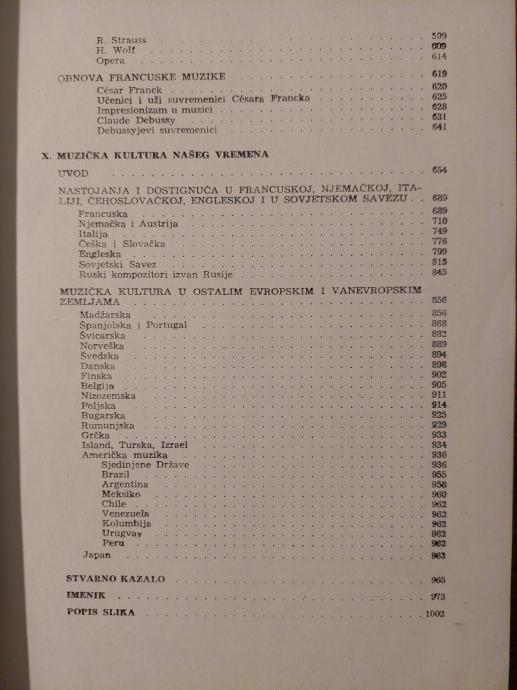 R. Strauss . . . 599
H. Wolf . . . 609
Opera . . . 614
OBNOVA FRANCUSKE MUZIKE . . . 619
César Franck . . . 620
Učenici i uži suvremenici Césara Francka . . . 625
Impresionizam u muzici . . . 628
Claude Debussy . . . 631
Debussyjevi suvremenici . . . 641
X. MUZIČKA KULTURA NAŠEG VREMENA
UVOD . . . 654
NASTOJANJA I DOSTIGNUĆA U FRANCUSKOJ, NJEMAČKOJ, ITA-
LIJI, ČEHOSLOVAČKOJ, ENGLESKOJ I U SOVJETSKOM SAVEZU . . 689
Francuska . . . 689
Njemačka i Austrija . . . 710
Italija . . . 749
Češka i Slovačka . . . 776
Engleska . . . 799
Sovjetski Savez . . . 815
Ruski kompozitori izvan Rusije . . . 845
MUZIČKA KULTURA U OSTALIM EVROPSKIM I VANEVROPSKIM
ZEMLJAMA . . . 856
Madžarska . . . 856
Španjolska i Portugal . . . 868
Švicarska . . . 882
Norveška . . . 889
Švedska . . . 894
Danska . . . 898
Finska . . . 902
Belgija . . . 905
Nizozemska . . . 911
Poljska . . . 914
Bugarska . . . 925
Rumunjska . . . 929
Grčka . . . 933
Island, Turska, Izrael . . . 934
Američka muzika . . . 936
Sjedinjene Države . . . 936
Brazil . . . 955
Argentina . . . 958
Meksiko . . . 960
Chile . . . 962
Venezuela . . . 962
Kolumbija . . . 962
Urugvay . . . 962
Peru . . . 962
Japan . . . 963
STVARNO KAZALO . . . 965
IMENIK . . . 973
POPIS SLIKA . . . 1002